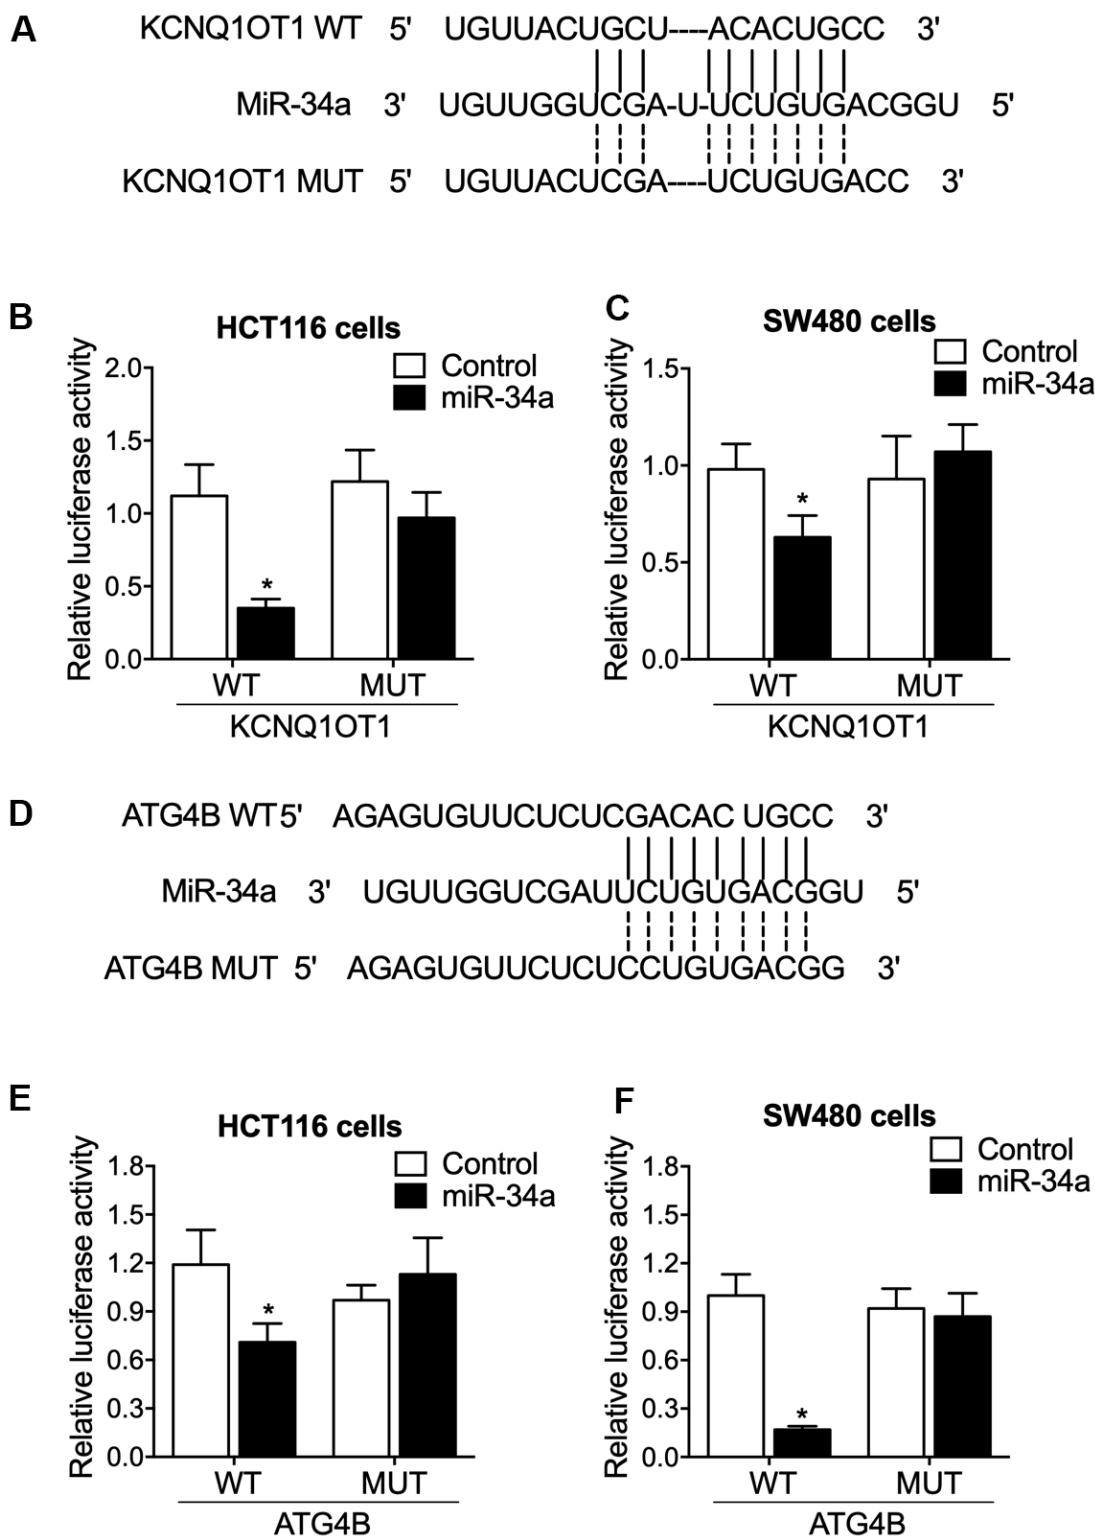 A
KCNQ1OT1 WT 5' UGUUACUGCU----ACACUGCC 3'
MiR-34a 3' UGUUGGUCGA-U-UCUGUGACGGU 5'
KCNQ1OT1 MUT 5' UGUUACUCGA----UCUGUGACC 3'
B
HCT116 cells
Control
miR-34a
Relative luciferase activity
2.0
1.5
1.0
0.5
0.0
WT MUT
KCNQ1OT1
C
SW480 cells
Control
miR-34a
Relative luciferase activity
1.5
1.0
0.5
0.0
*
*
WT MUT
KCNQ1OT1
D
ATG4B WT 5' AGAGUGUUCUCUCGACAC UGCC 3'
MiR-34a 3' UGUUGGUCGAUUCUGUGACGGU 5'
ATG4B MUT 5' AGAGUGUUCUCUCCUGUGACGG 3'
E
HCT116 cells
Control
miR-34a
Relative luciferase activity
1.8
1.5
1.2
0.9
0.6
0.3
0.0
*
WT MUT
ATG4B
F
SW480 cells
Control
miR-34a
Relative luciferase activity
1.8
1.5
1.2
0.9
0.6
0.3
0.0
*
WT MUT
ATG4B